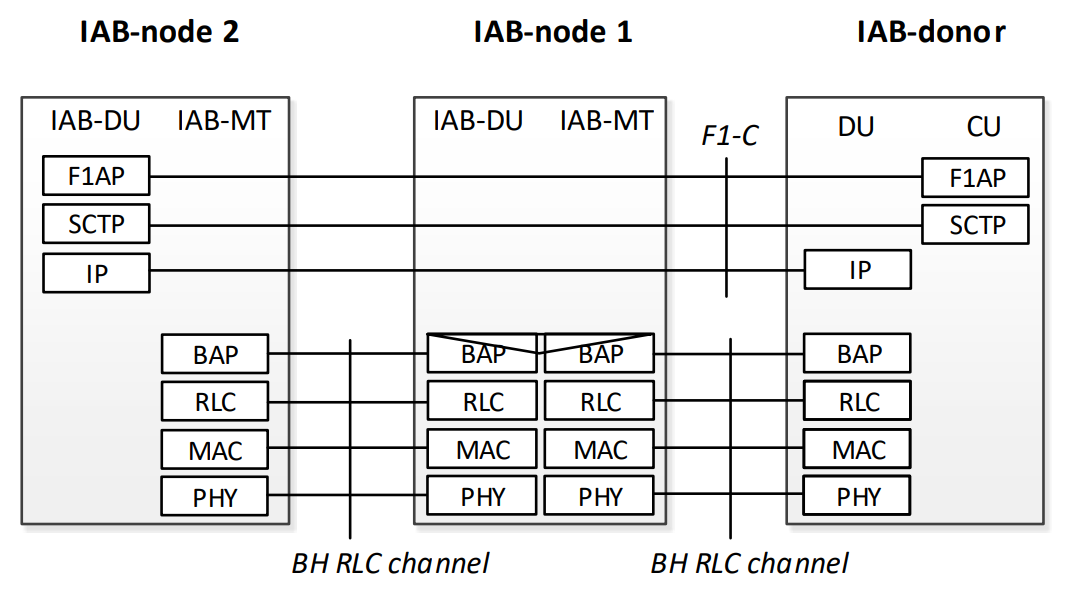 IAB-node 2 IAB-node 1 IAB-donor
IAB-DU IAB-MT IAB-DU IAB-MT DU CU
F1-C
F1AP F1AP
SCTP SCTP
IP IP
BAP BAP BAP BAP
RLC RLC RLC RLC
MAC MAC MAC MAC
PHY PHY PHY PHY
BH RLC channel BH RLC channel